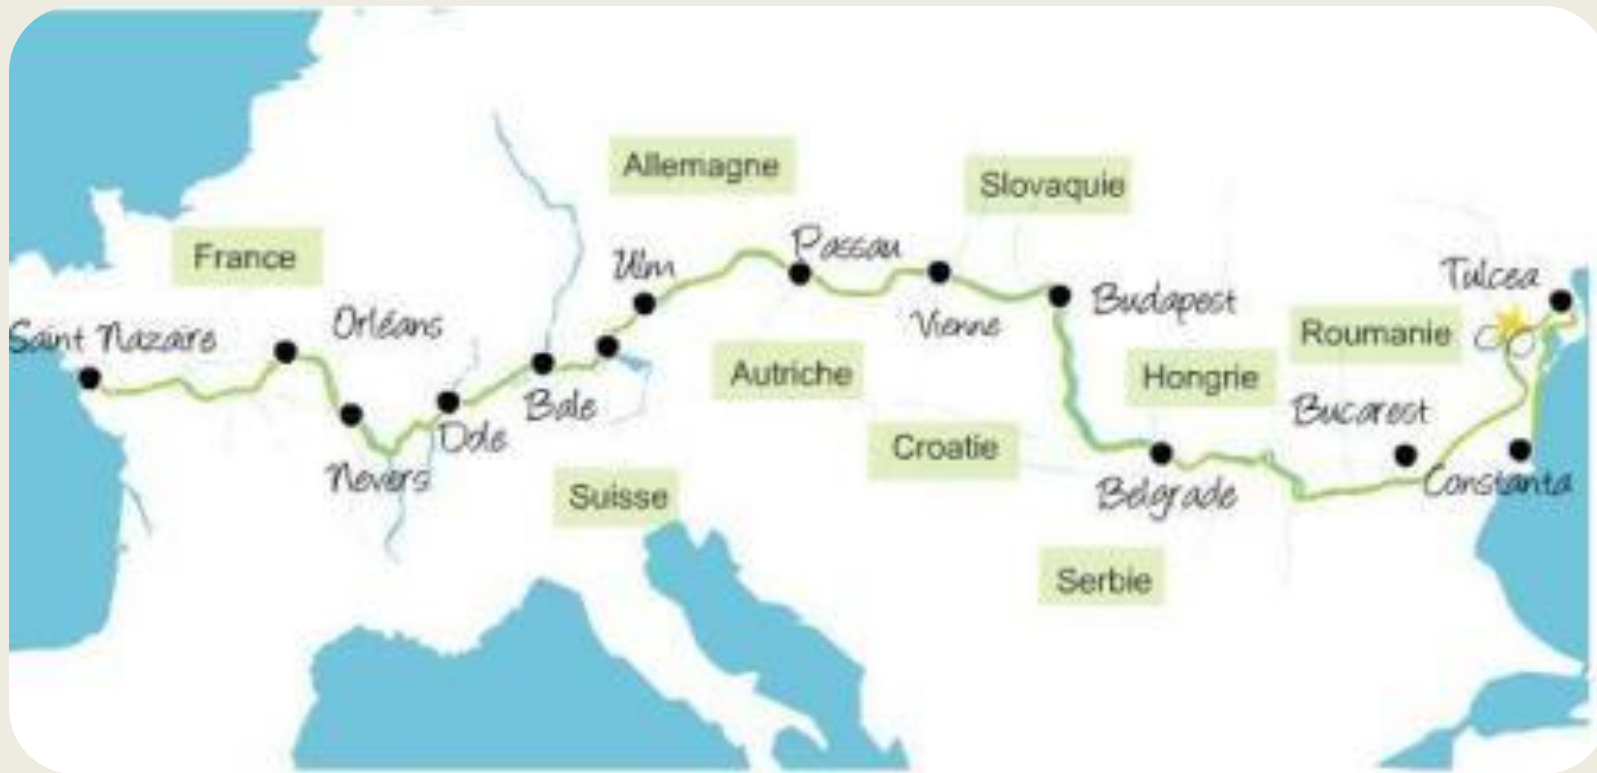 Allemagne
Slovaquie
France
Passau
Ulm
Tulcea
Orléans
Budapest
Saint Nazaire
Vienne
Roumanie
Autriche
Hongrie
Bale
Bucarest
Dole
Croatie
Nevers
Suisse
Belgrade
Constanta
Serbie